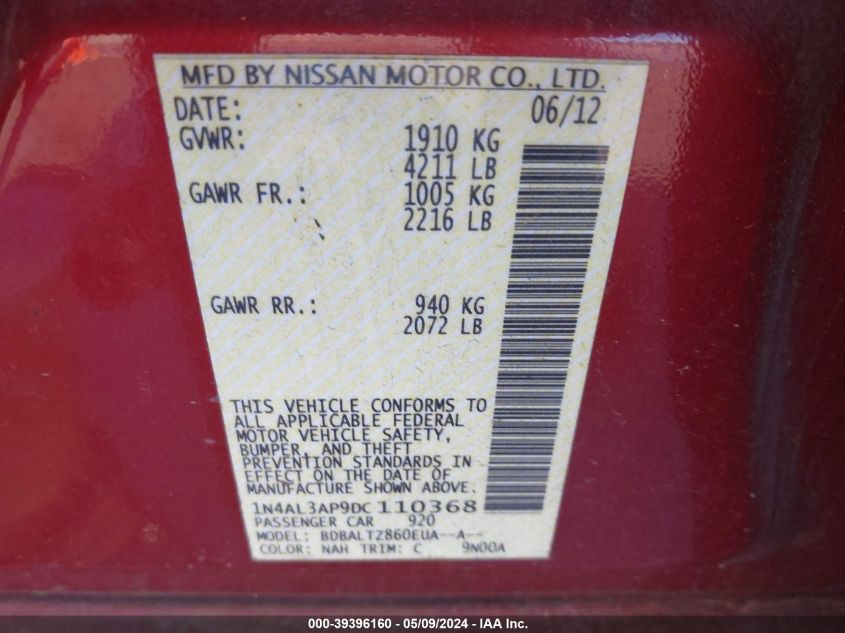 MFD BY NISSAN MOTOR CO., LTD.
DATE: 06/12
GVWR: 1910 KG
4211 LB
GAWR FR.: 1005 KG
2216 LB
GAWR RR.: 940 KG
2072 LB
THIS VEHICLE CONFORMS TO
ALL APPLICABLE FEDERAL
MOTOR VEHICLE SAFETY,
BUMPER, AND THEFT
PREVENTION STANDARDS IN
EFFECT ON THE DATE OF
MANUFACTURE SHOWN ABOVE.
1N4AL3AP9DC110368
PASSENGER CAR 920
MODEL: BDBALTZ860EUA--A--
COLOR: NAH TRIM: C 9N00A
000-39396160 - 05/09/2024 - IAA Inc.